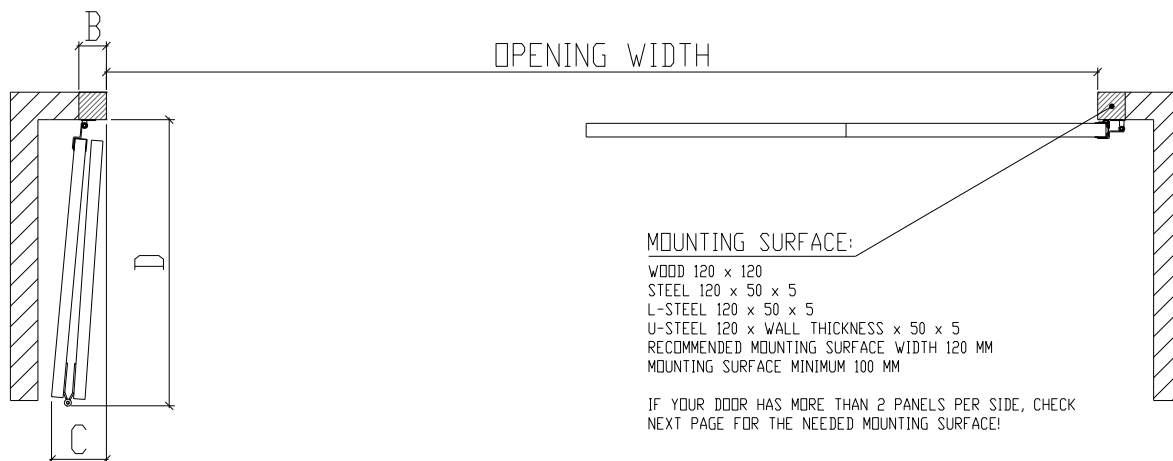 B
OPENING WIDTH
D
C
MOUNTING SURFACE:
WOOD 120 x 120
STEEL 120 x 50 x 5
L-STEEL 120 x 50 x 5
U-STEEL 120 x WALL THICKNESS x 50 x 5
RECOMMENDED MOUNTING SURFACE WIDTH 120 MM
MOUNTING SURFACE MINIMUM 100 MM
IF YOUR DOOR HAS MORE THAN 2 PANELS PER SIDE, CHECK
NEXT PAGE FOR THE NEEDED MOUNTING SURFACE!